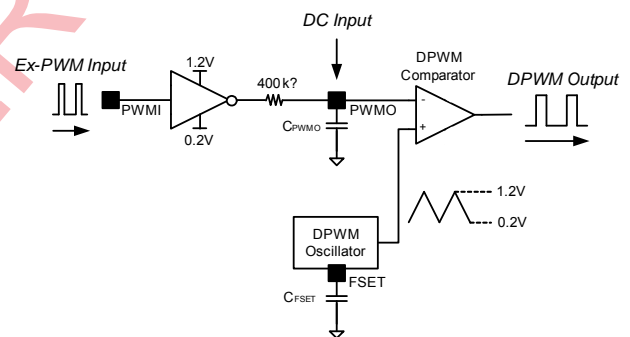 DC Input
Ex-PWM Input
1.2V
400k?
DPWM
Comparator
DPWM Output
PWMI
PWMO
-
+
CPWMO
0.2V
1.2V
0.2V
DPWM
Oscillator
FSET
CFSET